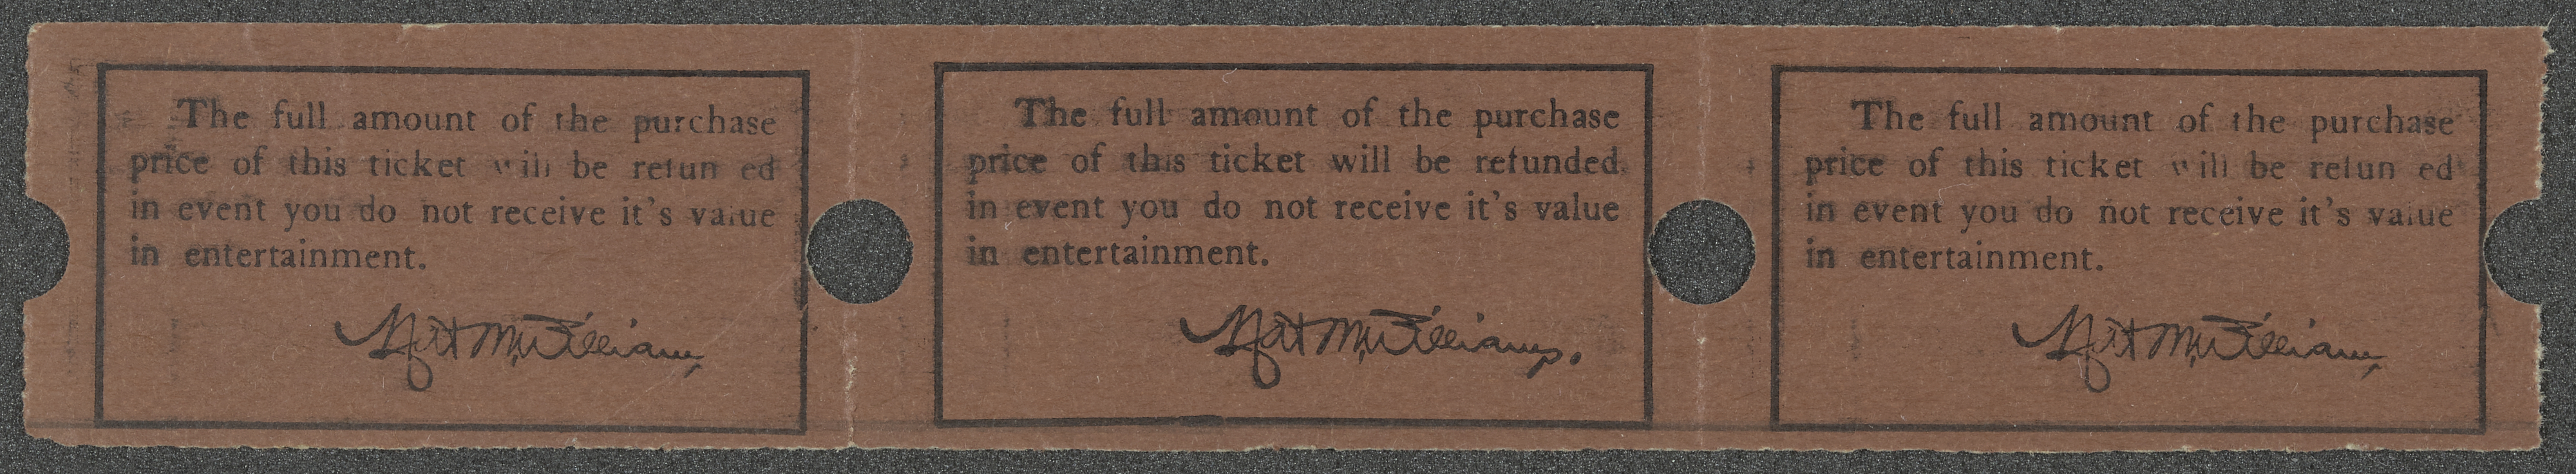 The full amount of the purchase
price of this ticket will be refun ed
in event you do not receive it's value
in entertainment.
The full amount of the purchase
price of this ticket will be refunded
in event you do not receive it's value
in entertainment.
The full amount of the purchase
price of this ticket will be refun ed
in event you do not receive it's value
in entertainment.